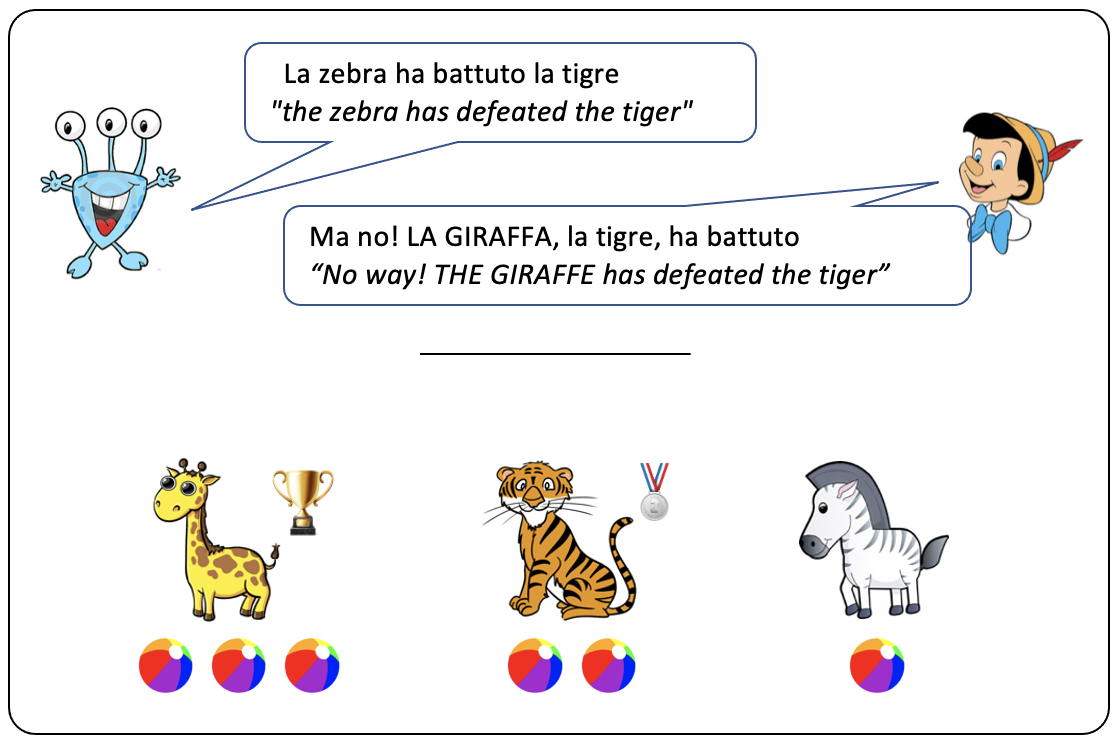 La zebra ha battuto la tigre
"the zebra has defeated the tiger"
Ma no! LA GIRAFFA, la tigre, ha battuto
“No way! THE GIRAFFE has defeated the tiger”